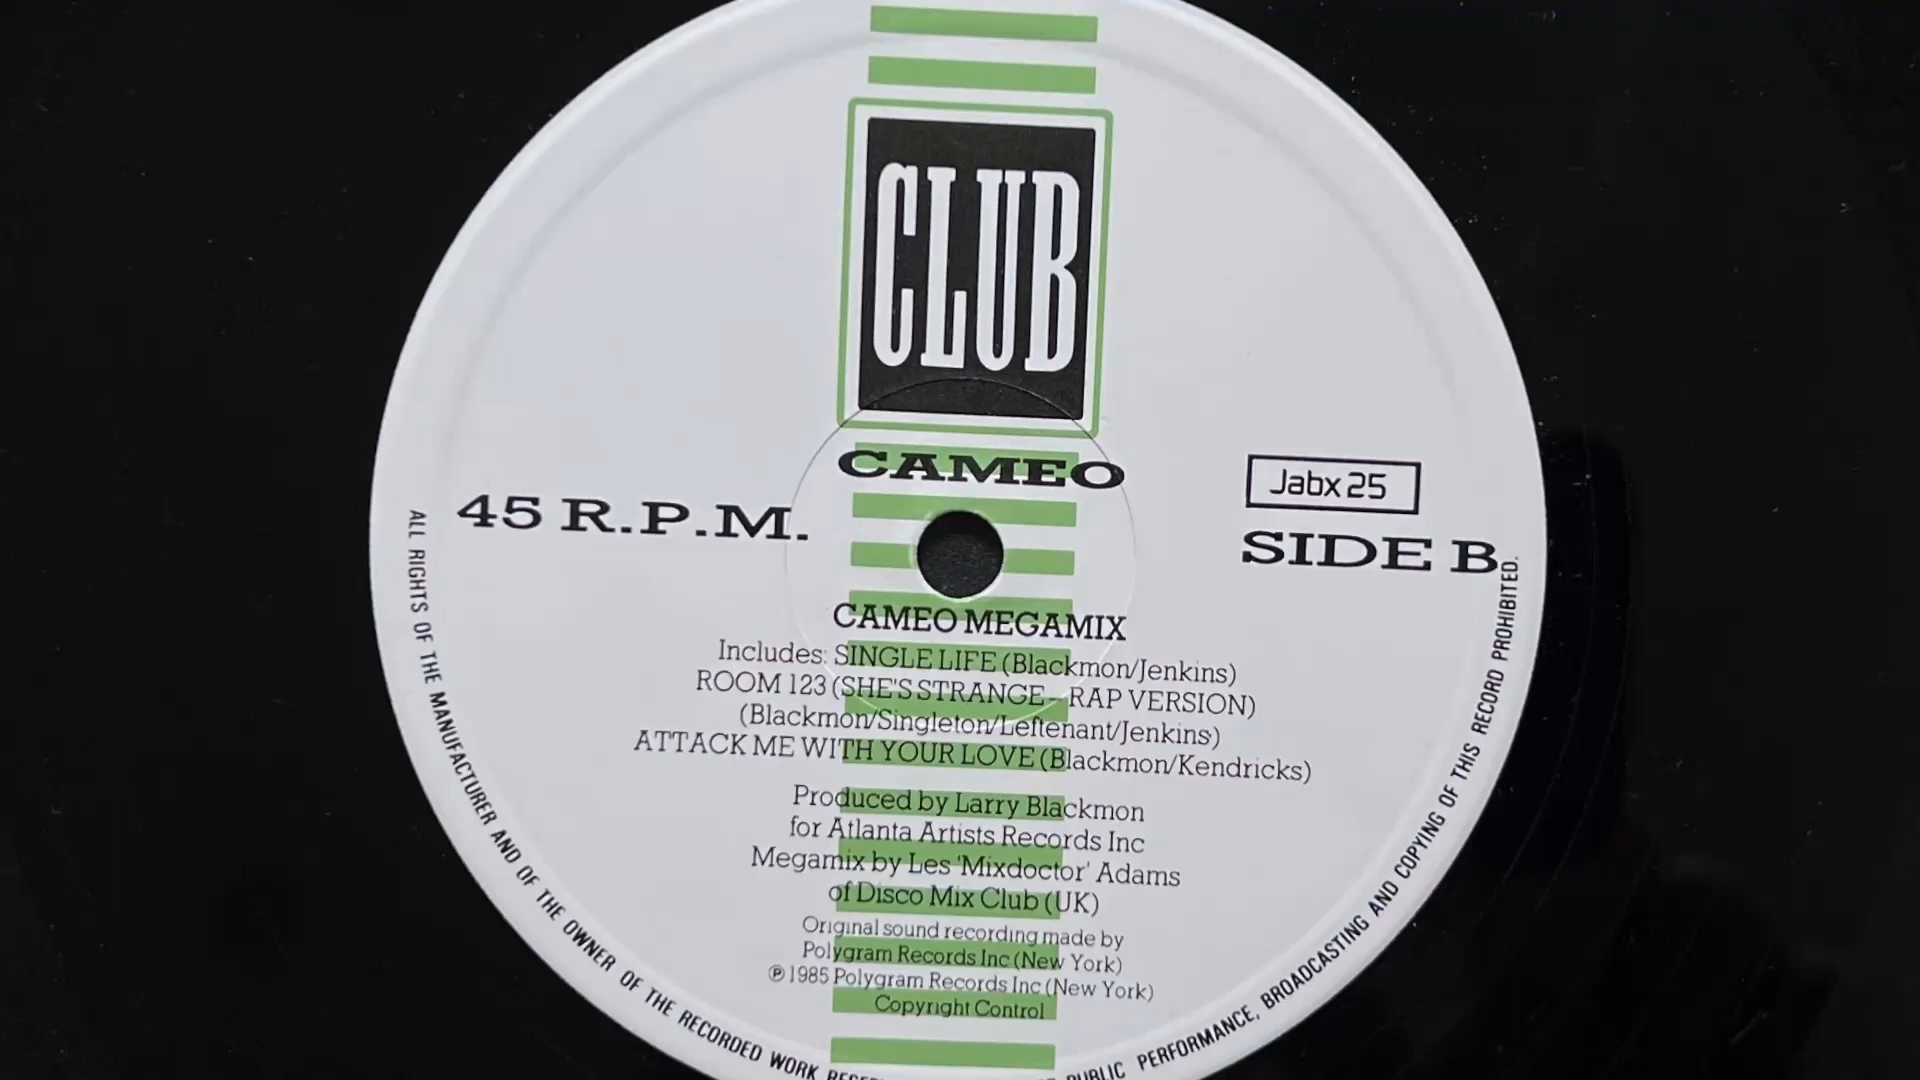 CLUB
CAMEO
45 R.P.M.
Jabx 25
SIDE B
CAMEO MEGAMIX
Includes: SINGLE LIFE (Blackmon/Jenkins)
ROOM 123 (SHE'S STRANGE – RAP VERSION)
(Blackmon/Singleton/Leftenant/Jenkins)
ATTACK ME WITH YOUR LOVE (Blackmon/Kendricks)
Produced by Larry Blackmon
for Atlanta Artists Records Inc
Megamix by Les 'Mixdoctor' Adams
of Disco Mix Club (UK)
Original sound recording made by
Polygram Records Inc (New York)
℗ 1985 Polygram Records Inc (New York)
Copyright Control
ALL RIGHTS OF THE MANUFACTURER AND OF THE OWNER OF THE RECORDED WORK
PUBLIC PERFORMANCE, BROADCASTING AND COPYING OF THIS RECORD PROHIBITED.